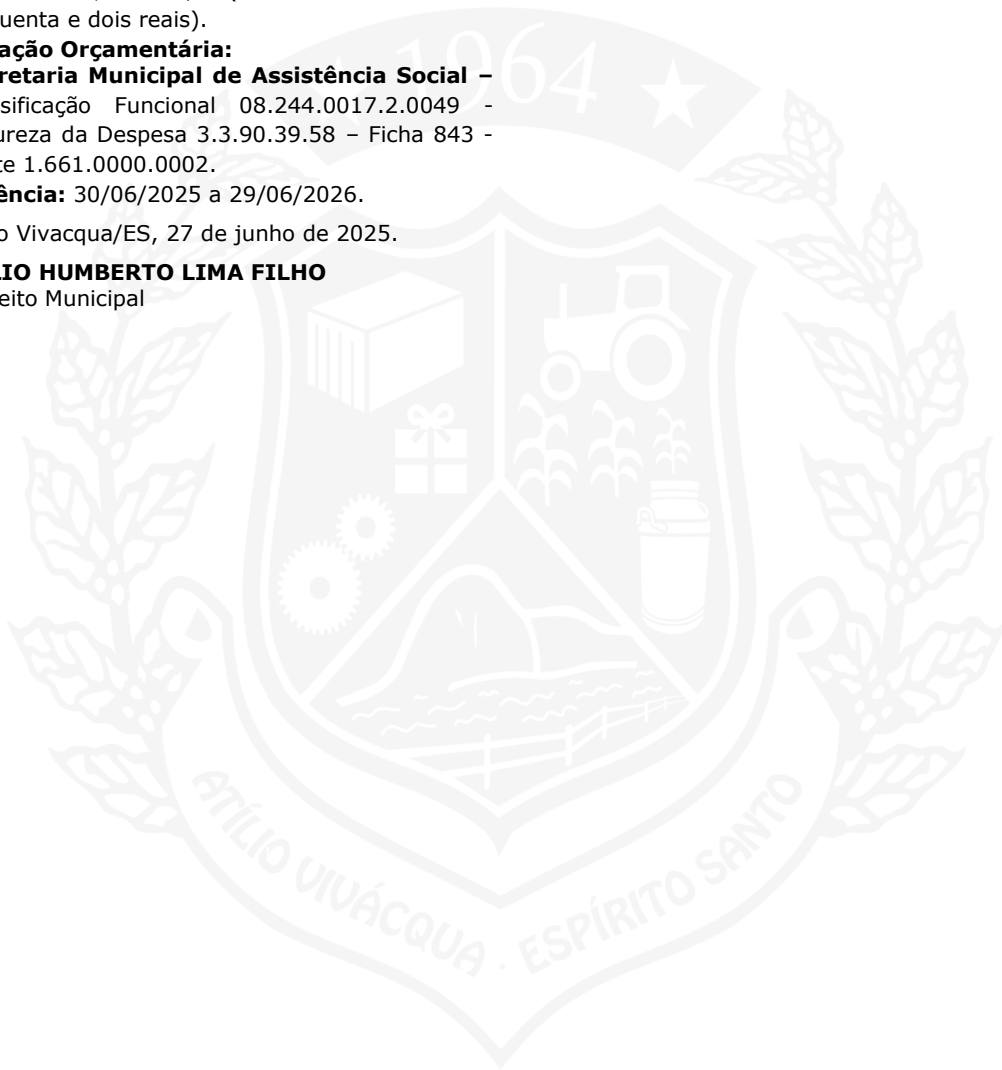 uenta e dois reais).
ação Orçamentária:
retaria Municipal de Assistência Social –
sificação Funcional 08.244.0017.2.0049 -
ureza da Despesa 3.3.90.39.58 – Ficha 843 -
te 1.661.0000.0002.
ência: 30/06/2025 a 29/06/2026.
o Vivacqua/ES, 27 de junho de 2025.
LIO HUMBERTO LIMA FILHO
eito Municipal
1964
ATÍLIO VIVÁCQUA · ESPÍRITO SANTO